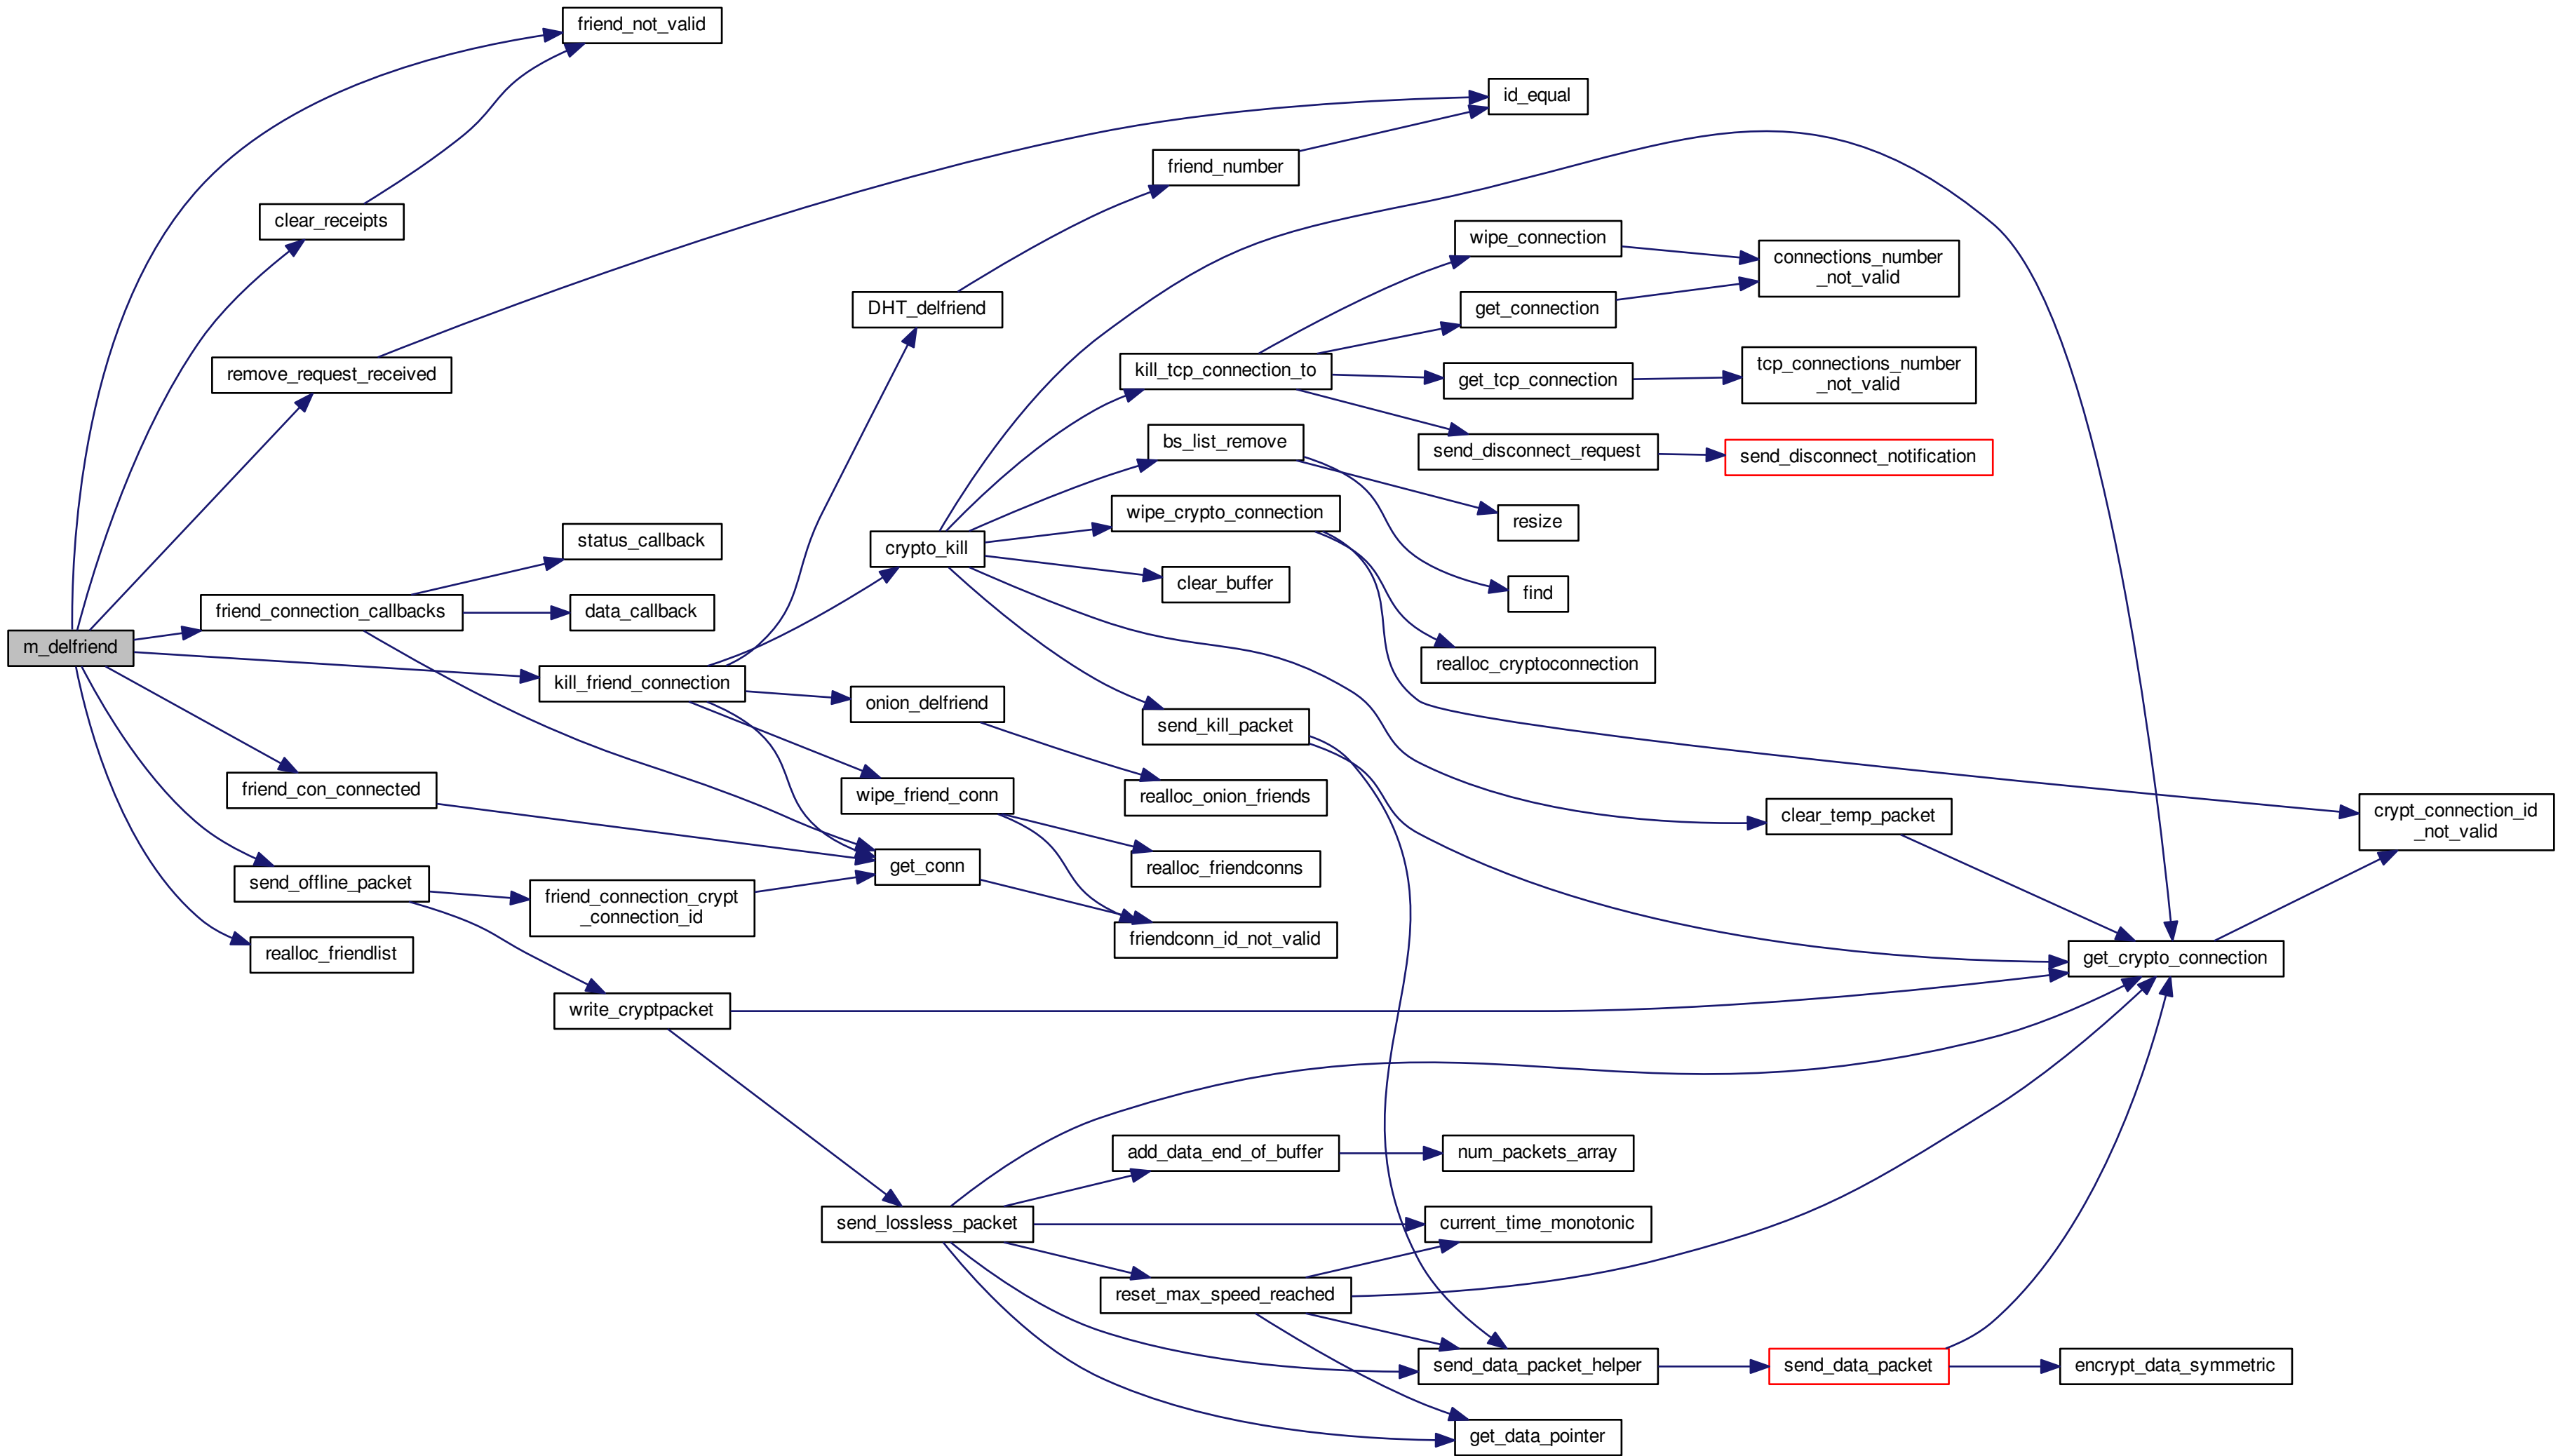 friend_not_valid
id_equal
friend_number
clear_receipts
wipe_connection
connections_number
_not_valid
DHT_delfriend
get_connection
remove_request_received
kill_tcp_connection_to
get_tcp_connection
tcp_connections_number
_not_valid
bs_list_remove
send_disconnect_request
send_disconnect_notification
wipe_crypto_connection
resize
status_callback
crypto_kill
clear_buffer
find
friend_connection_callbacks
data_callback
m_delfriend
realloc_cryptoconnection
kill_friend_connection
onion_delfriend
send_kill_packet
friend_con_connected
wipe_friend_conn
realloc_onion_friends
clear_temp_packet
crypt_connection_id
_not_valid
send_offline_packet
get_conn
realloc_friendconns
friend_connection_crypt
_connection_id
friendconn_id_not_valid
realloc_friendlist
get_crypto_connection
write_cryptpacket
add_data_end_of_buffer
num_packets_array
send_lossless_packet
current_time_monotonic
reset_max_speed_reached
send_data_packet_helper
send_data_packet
encrypt_data_symmetric
get_data_pointer